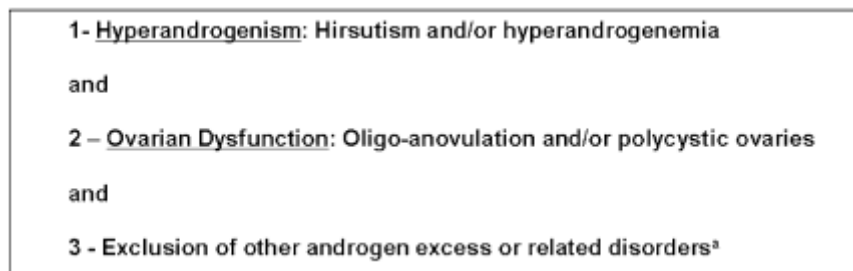 1- Hyperandrogenism: Hirsutism and/or hyperandrogenemia
and
2 – Ovarian Dysfunction: Oligo-anovulation and/or polycystic ovaries
and
3 - Exclusion of other androgen excess or related disordersᵃ